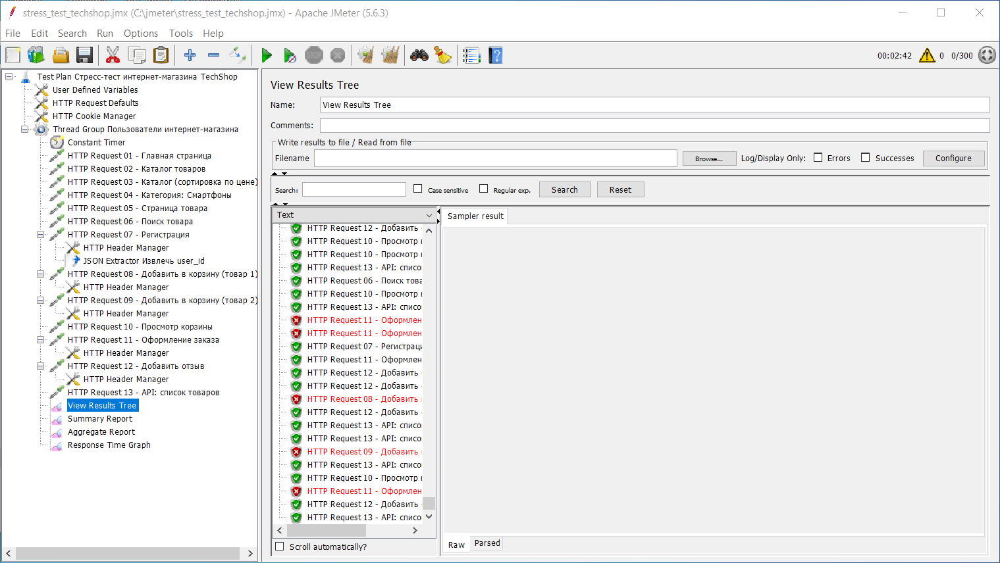 stress_test_techshop.jmx (C:\jmeter\stress_test_techshop.jmx) - Apache JMeter (5.6.3)
File Edit Search Run Options Tools Help
00:02:42 0 0/300
Test Plan Стресс-тест интернет-магазина TechShop
User Defined Variables
HTTP Request Defaults
HTTP Cookie Manager
Thread Group Пользователи интернет-магазина
Constant Timer
HTTP Request 01 - Главная страница
HTTP Request 02 - Каталог товаров
HTTP Request 03 - Каталог (сортировка по цене)
HTTP Request 04 - Категория: Смартфоны
HTTP Request 05 - Страница товара
HTTP Request 06 - Поиск товара
HTTP Request 07 - Регистрация
HTTP Header Manager
JSON Extractor Извлечь user_id
HTTP Request 08 - Добавить в корзину (товар 1)
HTTP Header Manager
HTTP Request 09 - Добавить в корзину (товар 2)
HTTP Header Manager
HTTP Request 10 - Просмотр корзины
HTTP Request 11 - Оформление заказа
HTTP Header Manager
HTTP Request 12 - Добавить отзыв
HTTP Header Manager
HTTP Request 13 - API: список товаров
View Results Tree
Summary Report
Aggregate Report
Response Time Graph
View Results Tree
Name: View Results Tree
Comments:
Write results to file / Read from file
Filename Browse... Log/Display Only: Errors Successes Configure
Search: Case sensitive Regular exp. Search Reset
Text
HTTP Request 12 - Добавить
HTTP Request 10 - Просмотр
HTTP Request 10 - Просмотр
HTTP Request 13 - API: списо
HTTP Request 06 - Поиск това
HTTP Request 10 - Просмотр
HTTP Request 13 - API: списо
HTTP Request 11 - Оформлен
HTTP Request 11 - Оформлен
HTTP Request 07 - Регистраци
HTTP Request 11 - Оформлен
HTTP Request 12 - Добавить
HTTP Request 12 - Добавить
HTTP Request 08 - Добавить
HTTP Request 12 - Добавить
HTTP Request 13 - API: списо
HTTP Request 13 - API: списо
HTTP Request 09 - Добавить
HTTP Request 13 - API: списо
HTTP Request 10 - Просмотр
HTTP Request 11 - Оформлен
HTTP Request 12 - Добавить
HTTP Request 13 - API: списо
Scroll automatically?
Sampler result
Raw Parsed